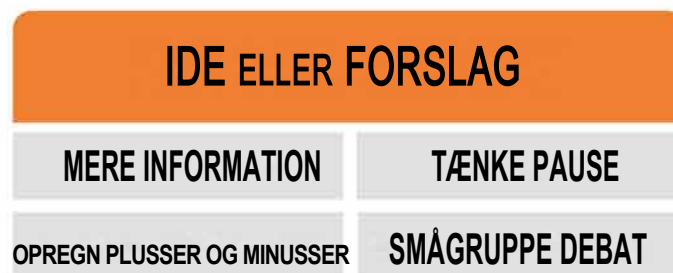 IDE ELLER FORSLAG
MERE INFORMATION
TÆNKE PAUSE
OPREGN PLUSSER OG MINUSSER
SMÅGRUPPE DEBAT